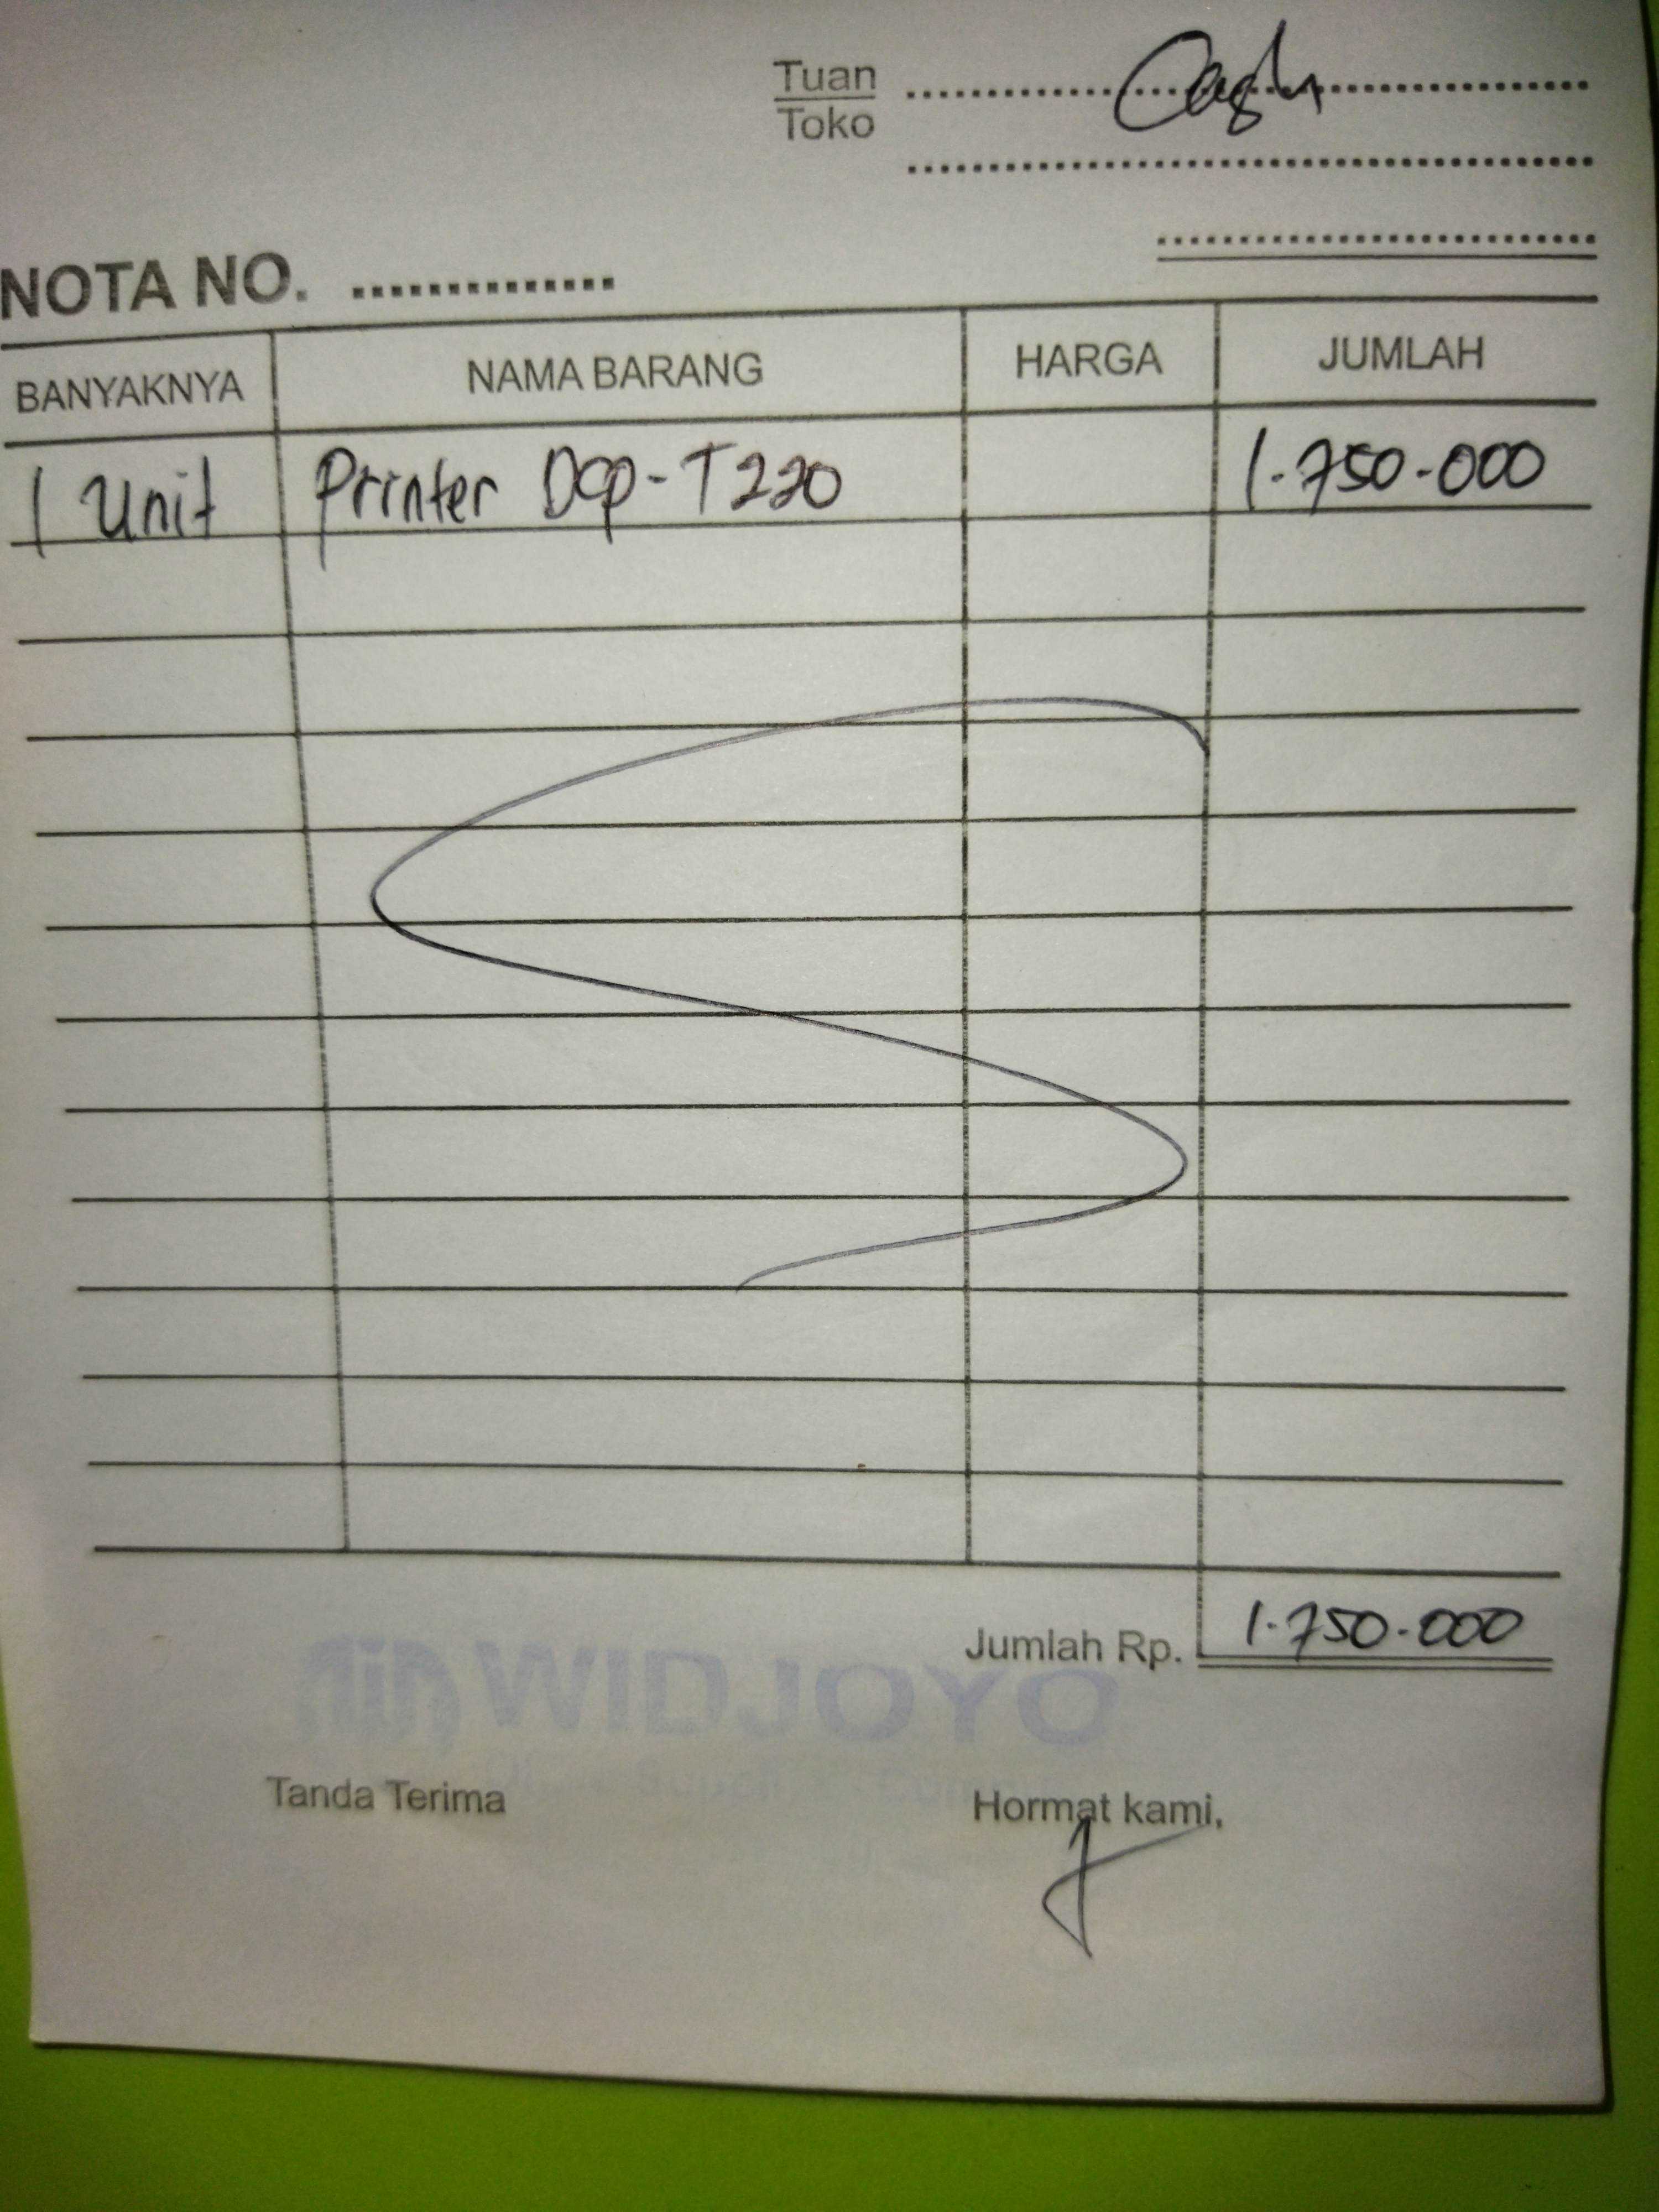 Tuan Cash
Toko
NOTA NO. ..............
BANYAKNYA NAMA BARANG HARGA JUMLAH
1 Unit Printer Dcp-T220 1.750.000
Jumlah Rp. 1.750.000
WIDJOYO
Tanda Terima Hormat kami,